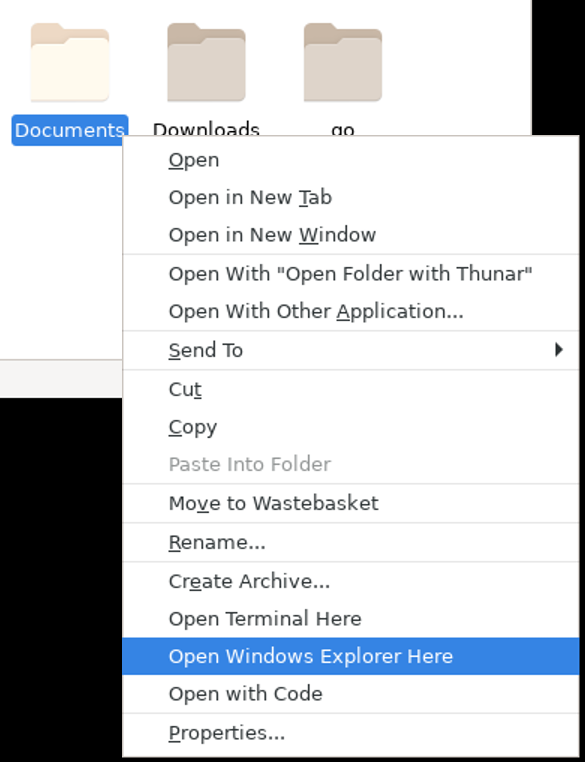 Documents
Downloads
go
Open
Open in New Tab
Open in New Window
Open With "Open Folder with Thunar"
Open With Other Application...
Send To
Cut
Copy
Paste Into Folder
Move to Wastebasket
Rename...
Create Archive...
Open Terminal Here
Open Windows Explorer Here
Open with Code
Properties...